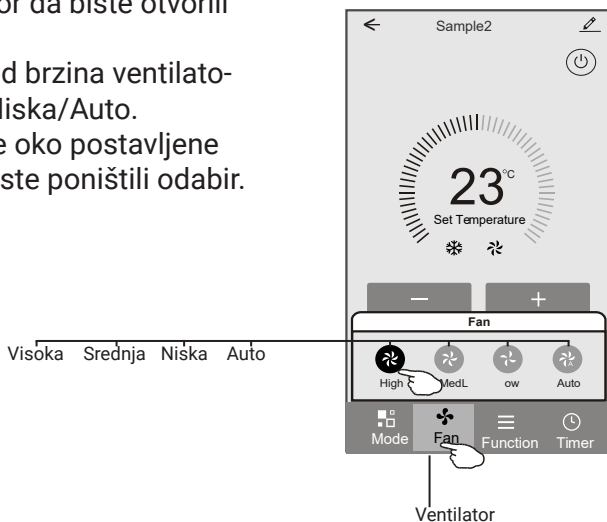 or da biste otvorili
d brzina ventilato-
Niska/Auto.
e oko postavljene
ste poništili odabir.
Sample2
23°C
Set Temperature
Fan
High MedL ow Auto
Visoka Srednja Niska Auto
Mode Fan Function Timer
Ventilator